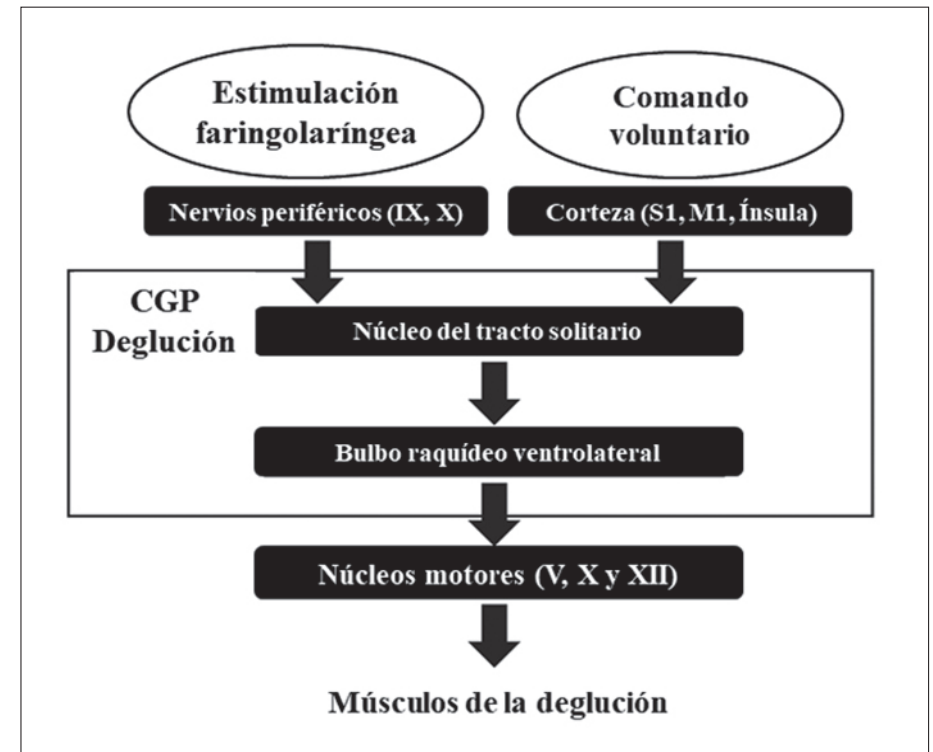 Estimulación
faringolaríngea
Comando
voluntario
Nervios periféricos (IX, X)
Corteza (S1, M1, Ínsula)
CGP
Deglución
Núcleo del tracto solitario
Bulbo raquídeo ventrolateral
Núcleos motores (V, X y XII)
Músculos de la deglución